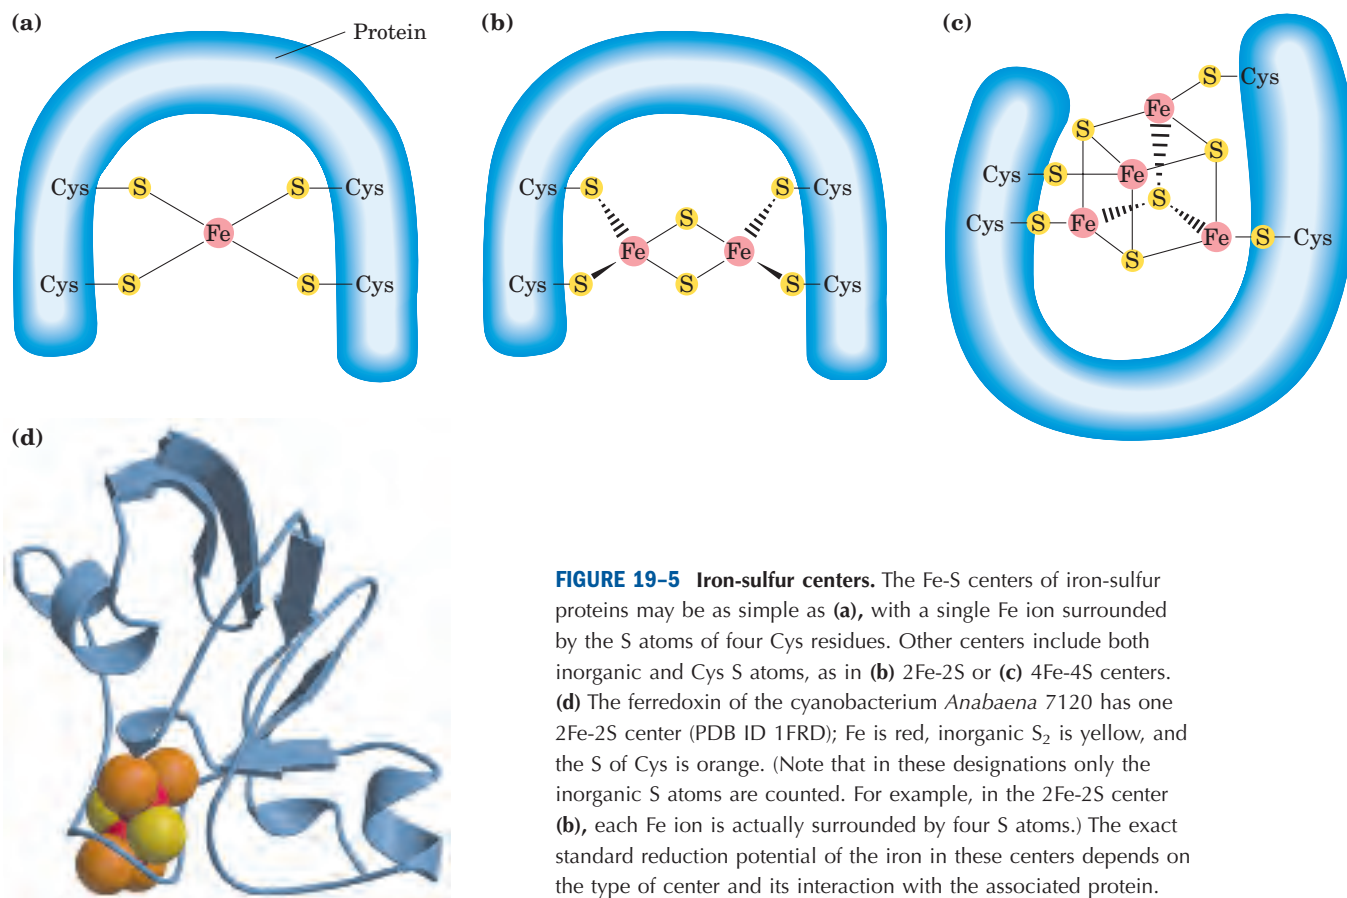 (a)
Protein
Cys S S Cys
Fe
Cys S S Cys
(b)
Cys S S Cys
S
Fe Fe
Cys S S S Cys
(c)
S Cys
Fe
S S
Cys S Fe
S
Cys S Fe Fe S Cys
S
(d)
FIGURE 19–5 Iron-sulfur centers. The Fe-S centers of iron-sulfur
proteins may be as simple as (a), with a single Fe ion surrounded
by the S atoms of four Cys residues. Other centers include both
inorganic and Cys S atoms, as in (b) 2Fe-2S or (c) 4Fe-4S centers.
(d) The ferredoxin of the cyanobacterium Anabaena 7120 has one
2Fe-2S center (PDB ID 1FRD); Fe is red, inorganic S₂ is yellow, and
the S of Cys is orange. (Note that in these designations only the
inorganic S atoms are counted. For example, in the 2Fe-2S center
(b), each Fe ion is actually surrounded by four S atoms.) The exact
standard reduction potential of the iron in these centers depends on
the type of center and its interaction with the associated protein.